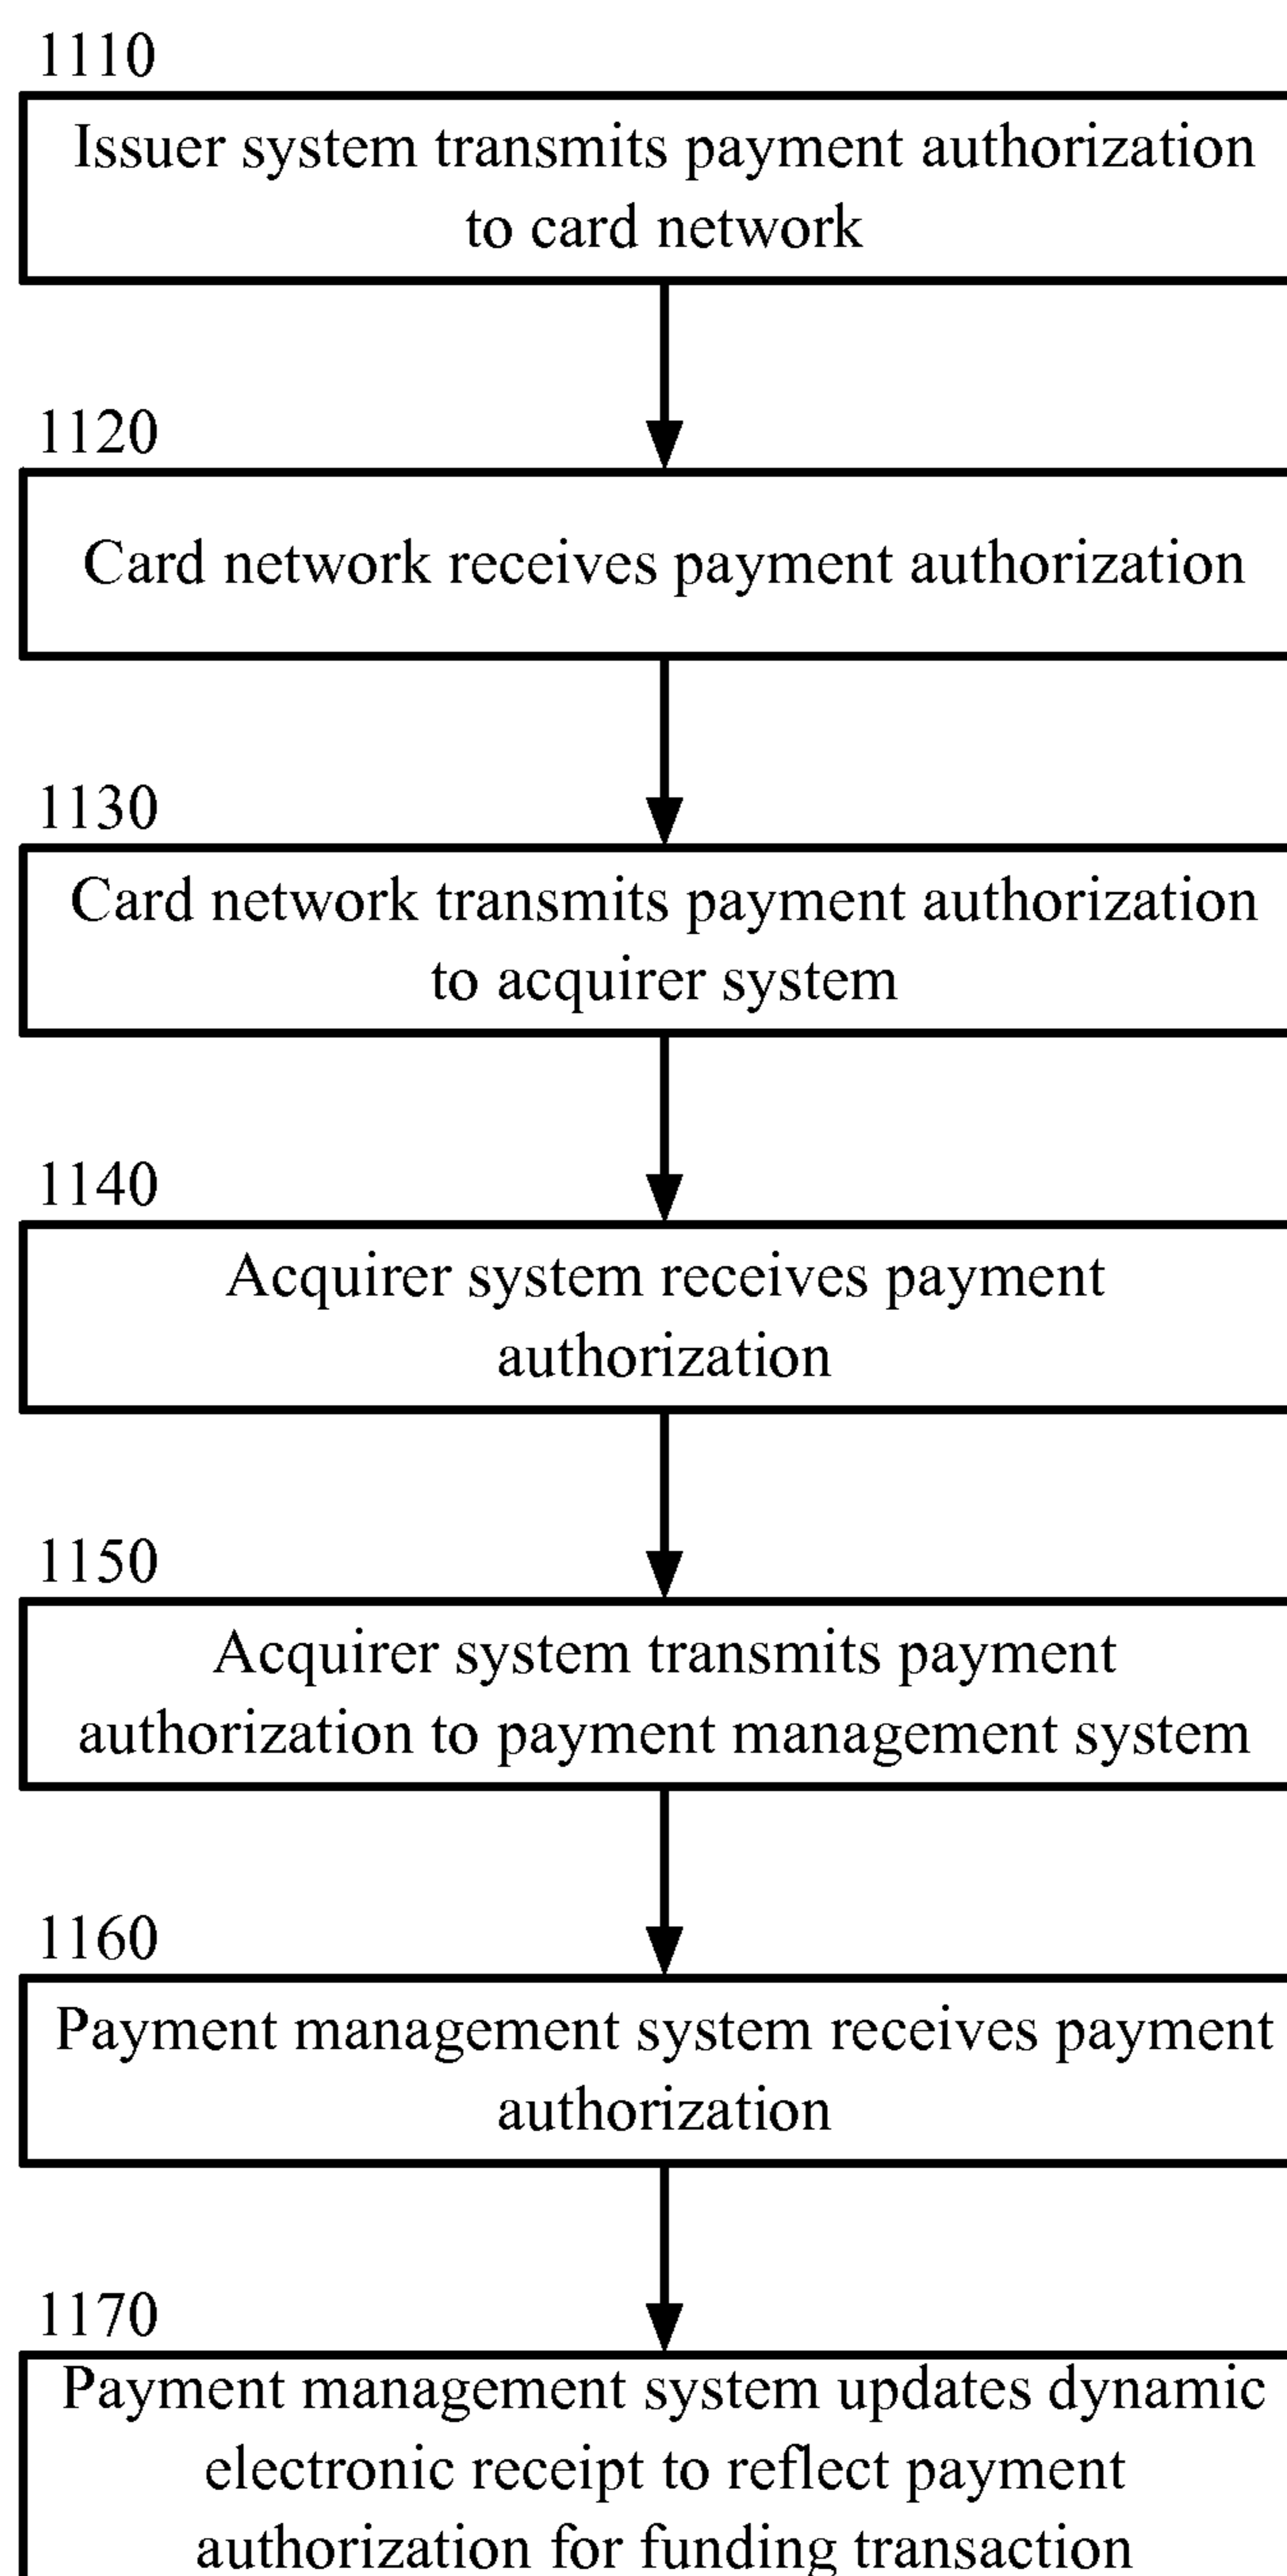 1110
Issuer system transmits payment authorization
to card network
1120
Card network receives payment authorization
1130
Card network transmits payment authorization
to acquirer system
1140
Acquirer system receives payment
authorization
1150
Acquirer system transmits payment
authorization to payment management system
1160
Payment management system receives payment
authorization
1170
Payment management system updates dynamic
electronic receipt to reflect payment
authorization for funding transaction